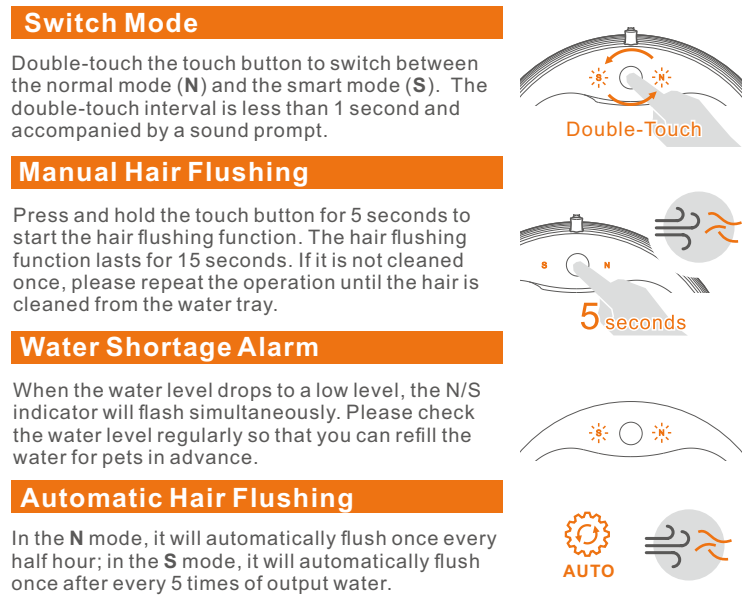 Switch Mode
Double-touch the touch button to switch between
the normal mode (N) and the smart mode (S). The
double-touch interval is less than 1 second and
accompanied by a sound prompt.
S N
Double-Touch
Manual Hair Flushing
Press and hold the touch button for 5 seconds to
start the hair flushing function. The hair flushing
function lasts for 15 seconds. If it is not cleaned
once, please repeat the operation until the hair is
cleaned from the water tray.
S N
5 seconds
Water Shortage Alarm
When the water level drops to a low level, the N/S
indicator will flash simultaneously. Please check
the water level regularly so that you can refill the
water for pets in advance.
S N
Automatic Hair Flushing
In the N mode, it will automatically flush once every
half hour; in the S mode, it will automatically flush
once after every 5 times of output water.
AUTO